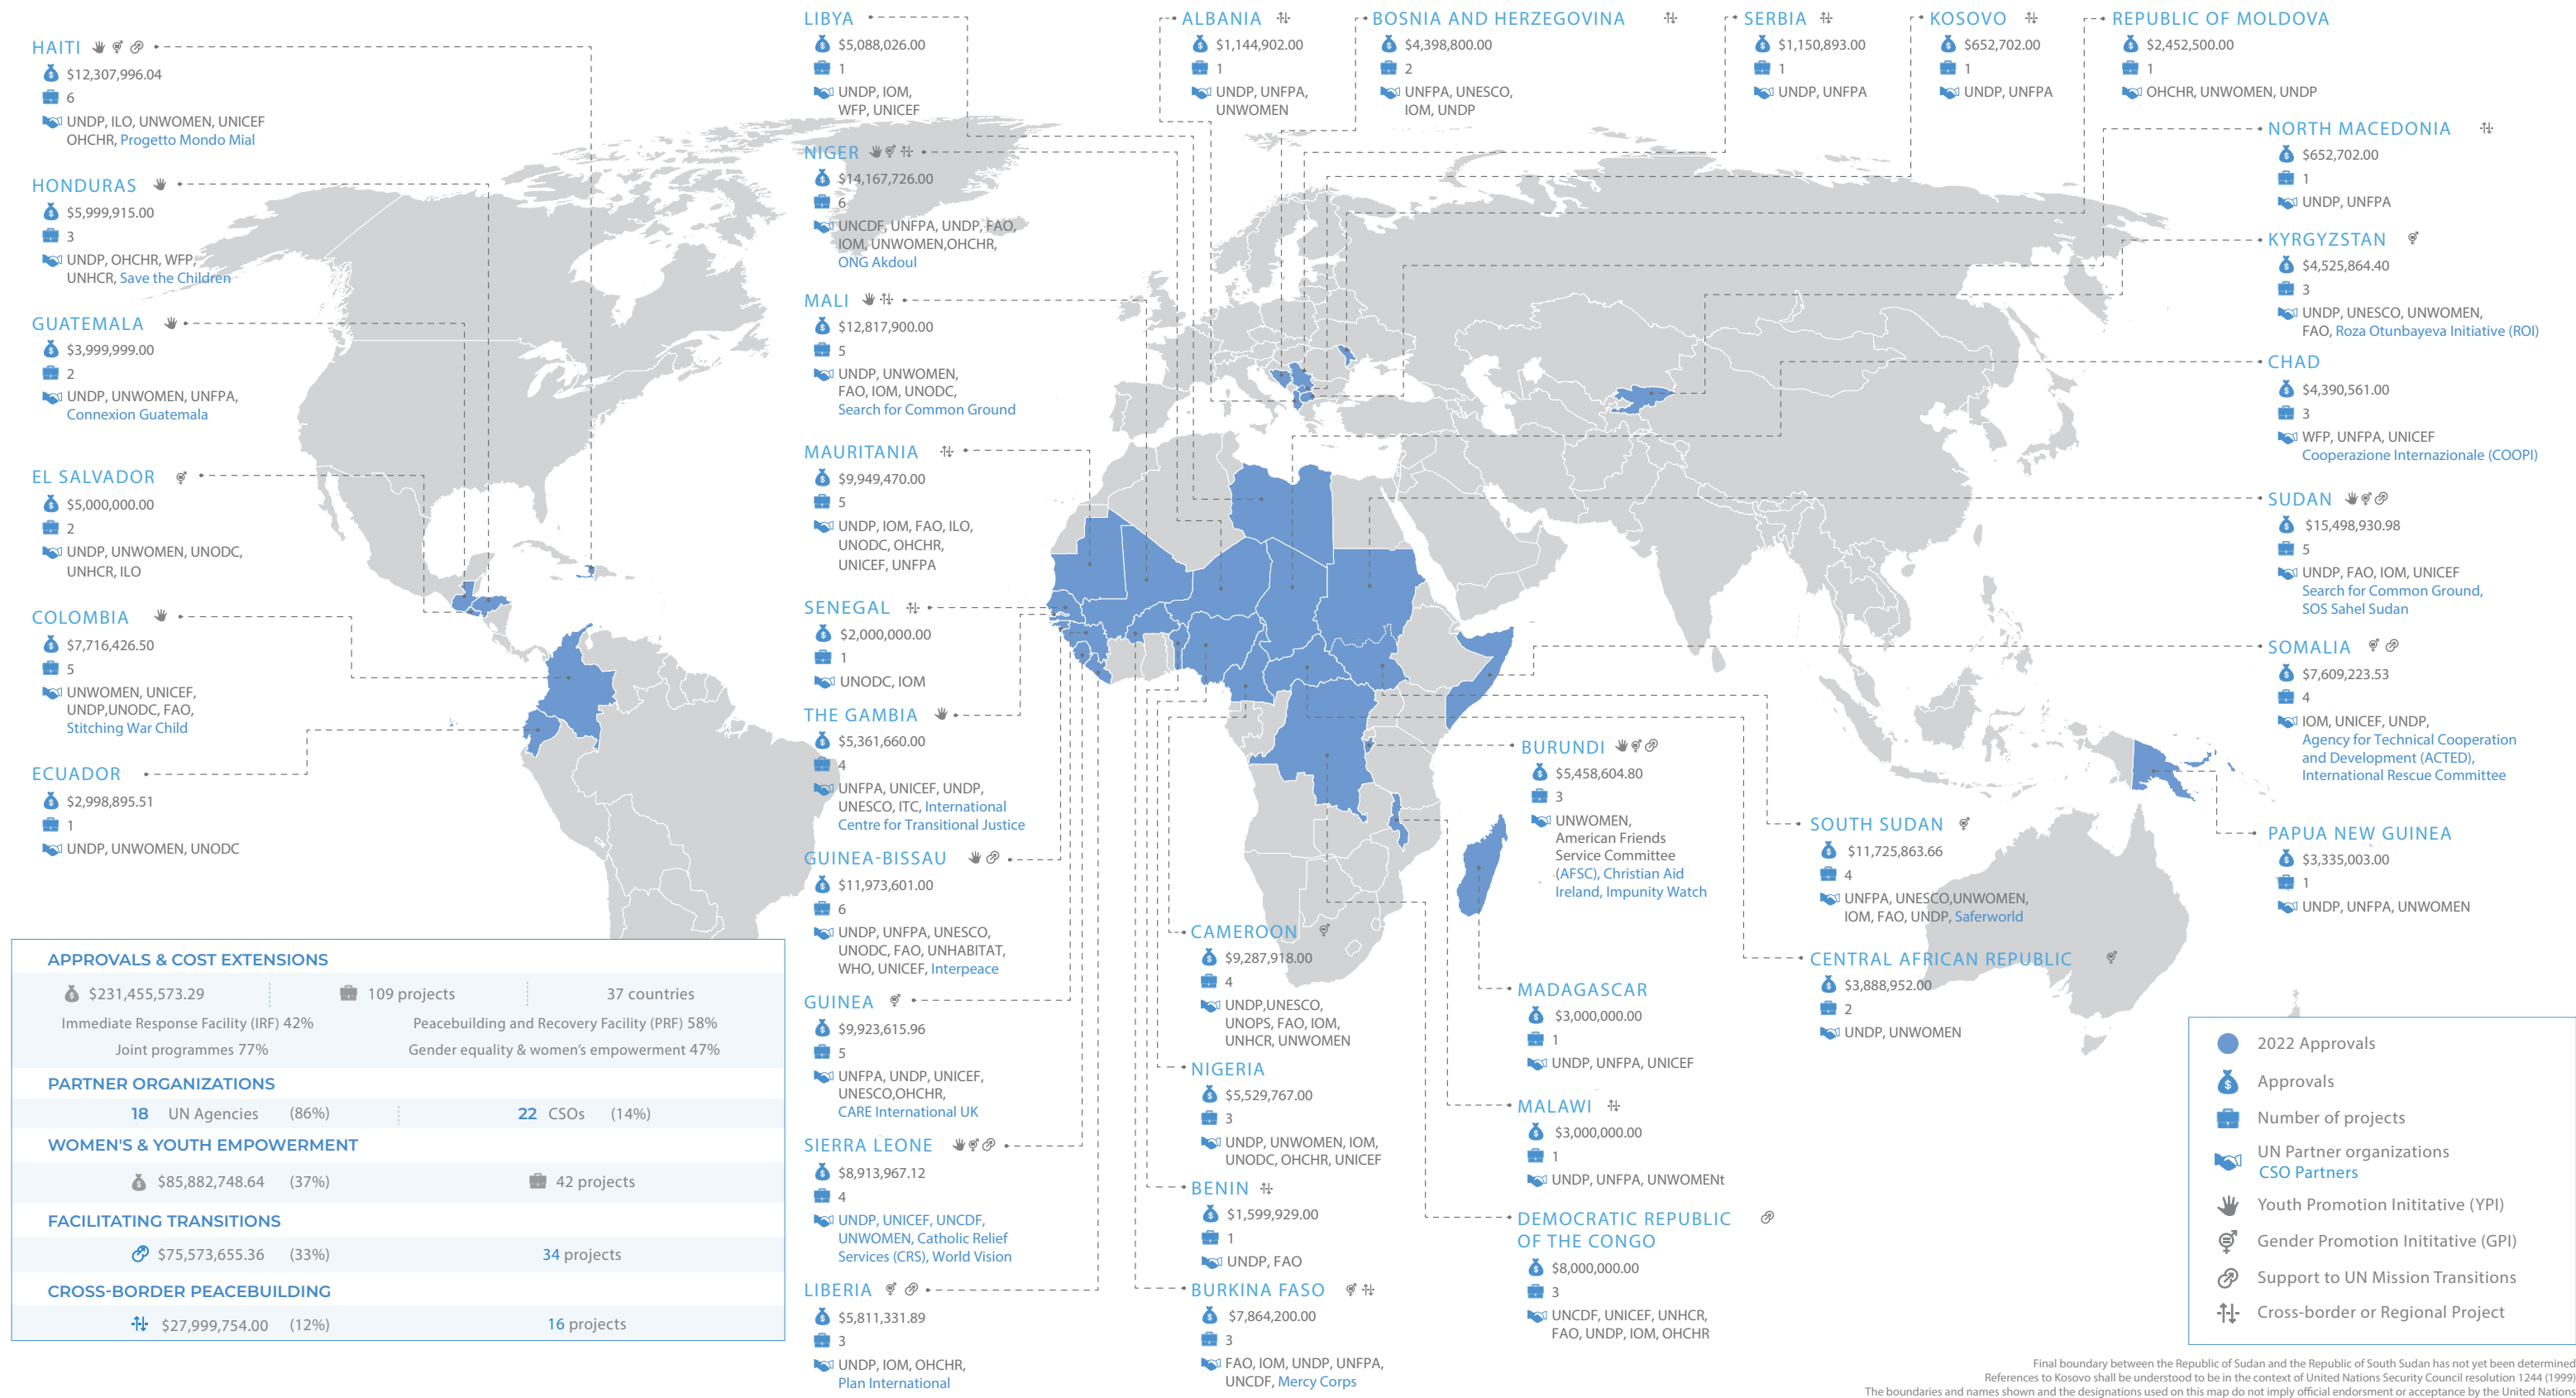 HAITI
$12,307,996.04
6
UNDP, ILO, UNWOMEN, UNICEF
OHCHR, Progetto Mondo Mial
HONDURAS
$5,999,915.00
3
UNDP, OHCHR, WFP,
UNHCR, Save the Children
GUATEMALA
$3,999,999.00
2
UNDP, UNWOMEN, UNFPA,
Connexion Guatemala
EL SALVADOR
$5,000,000.00
2
UNDP, UNWOMEN, UNODC,
UNHCR, ILO
COLOMBIA
$7,716,426.50
5
UNWOMEN, UNICEF,
UNDP,UNODC, FAO,
Stitching War Child
ECUADOR
$2,998,895.51
1
UNDP, UNWOMEN, UNODC
LIBYA
$5,088,026.00
1
UNDP, IOM,
WFP, UNICEF
NIGER
$14,167,726.00
6
UNCDF, UNFPA, UNDP, FAO,
IOM, UNWOMEN,OHCHR,
ONG Akdoul
MALI
$12,817,900.00
5
UNDP, UNWOMEN,
FAO, IOM, UNODC,
Search for Common Ground
MAURITANIA
$9,949,470.00
5
UNDP, IOM, FAO, ILO,
UNODC, OHCHR,
UNICEF, UNFPA
SENEGAL
$2,000,000.00
1
UNODC, IOM
THE GAMBIA
$5,361,660.00
4
UNFPA, UNICEF, UNDP,
UNESCO, ITC, International
Centre for Transitional Justice
GUINEA-BISSAU
$11,973,601.00
6
UNDP, UNFPA, UNESCO,
UNODC, FAO, UNHABITAT,
WHO, UNICEF, Interpeace
GUINEA
$9,923,615.96
5
UNFPA, UNDP, UNICEF,
UNESCO,OHCHR,
CARE International UK
SIERRA LEONE
$8,913,967.12
4
UNDP, UNICEF, UNCDF,
UNWOMEN, Catholic Relief
Services (CRS), World Vision
LIBERIA
$5,811,331.89
3
UNDP, IOM, OHCHR,
Plan International
ALBANIA
$1,144,902.00
1
UNDP, UNFPA,
UNWOMEN
BOSNIA AND HERZEGOVINA
$4,398,800.00
2
UNFPA, UNESCO,
IOM, UNDP
SERBIA
$1,150,893.00
1
UNDP, UNFPA
KOSOVO
$652,702.00
1
UNDP, UNFPA
REPUBLIC OF MOLDOVA
$2,452,500.00
1
OHCHR, UNWOMEN, UNDP
NORTH MACEDONIA
$652,702.00
1
UNDP, UNFPA
KYRGYZSTAN
$4,525,864.40
3
UNDP, UNESCO, UNWOMEN,
FAO, Roza Otunbayeva Initiative (ROI)
CHAD
$4,390,561.00
3
WFP, UNFPA, UNICEF
Cooperazione Internazionale (COOPI)
SUDAN
$15,498,930.98
5
UNDP, FAO, IOM, UNICEF
Search for Common Ground,
SOS Sahel Sudan
SOMALIA
$7,609,223.53
4
IOM, UNICEF, UNDP,
Agency for Technical Cooperation
and Development (ACTED),
International Rescue Committee
PAPUA NEW GUINEA
$3,335,003.00
1
UNDP, UNFPA, UNWOMEN
BURUNDI
$5,458,604.80
3
UNWOMEN,
American Friends
Service Committee
(AFSC), Christian Aid
Ireland, Impunity Watch
SOUTH SUDAN
$11,725,863.66
4
UNFPA, UNESCO,UNWOMEN,
IOM, FAO, UNDP, Saferworld
CENTRAL AFRICAN REPUBLIC
$3,888,952.00
2
UNDP, UNWOMEN
CAMEROON
$9,287,918.00
4
UNDP,UNESCO,
UNOPS, FAO, IOM,
UNHCR, UNWOMEN
NIGERIA
$5,529,767.00
3
UNDP, UNWOMEN, IOM,
UNODC, OHCHR, UNICEF
BENIN
$1,599,929.00
1
UNDP, FAO
BURKINA FASO
$7,864,200.00
3
FAO, IOM, UNDP, UNFPA,
UNCDF, Mercy Corps
MADAGASCAR
$3,000,000.00
1
UNDP, UNFPA, UNICEF
MALAWI
$3,000,000.00
1
UNDP, UNFPA, UNWOMENt
DEMOCRATIC REPUBLIC
OF THE CONGO
$8,000,000.00
3
UNCDF, UNICEF, UNHCR,
FAO, UNDP, IOM, OHCHR
APPROVALS & COST EXTENSIONS
$231,455,573.29 109 projects 37 countries
Immediate Response Facility (IRF) 42% Peacebuilding and Recovery Facility (PRF) 58%
Joint programmes 77% Gender equality & women's empowerment 47%
PARTNER ORGANIZATIONS
18 UN Agencies (86%) 22 CSOs (14%)
WOMEN'S & YOUTH EMPOWERMENT
$85,882,748.64 (37%) 42 projects
FACILITATING TRANSITIONS
$75,573,655.36 (33%) 34 projects
CROSS-BORDER PEACEBUILDING
$27,999,754.00 (12%) 16 projects
2022 Approvals
Approvals
Number of projects
UN Partner organizations
CSO Partners
Youth Promotion Inititative (YPI)
Gender Promotion Inititative (GPI)
Support to UN Mission Transitions
Cross-border or Regional Project
Final boundary between the Republic of Sudan and the Republic of South Sudan has not yet been determined
References to Kosovo shall be understood to be in the context of United Nations Security Council resolution 1244 (1992)
The boundaries and names shown and the designations used on this map do not imply official endorsment or acceptance by the United Nations